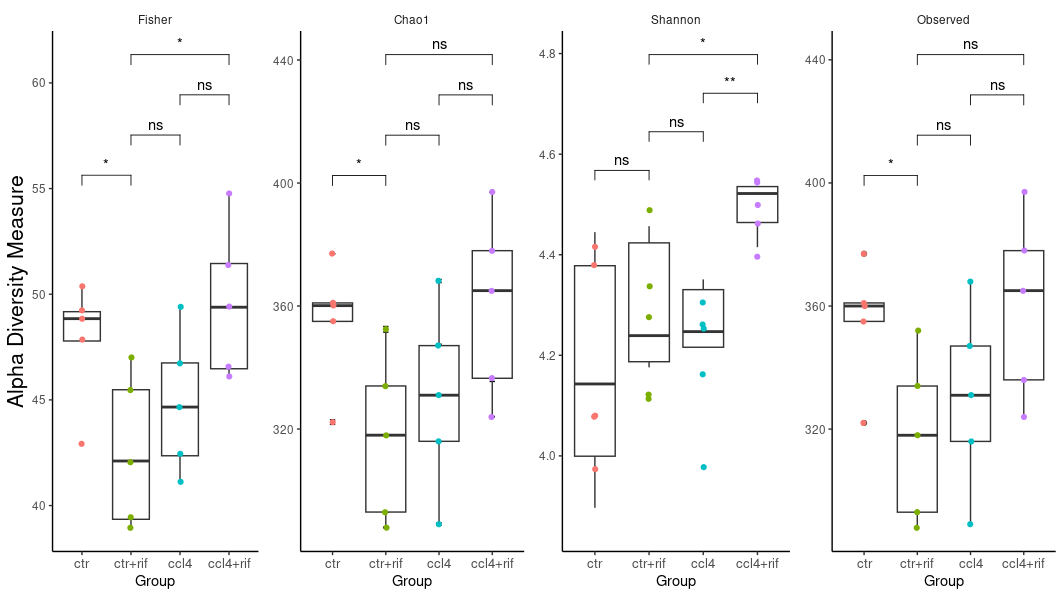 Fisher
Chao1
Shannon
Observed
Alpha Diversity Measure
60
55
50
45
40
*
ns
ns
*
ctr
ctr+rif
ccl4
ccl4+rif
Group
440
400
360
320
ns
ns
ns
*
ctr
ctr+rif
ccl4
ccl4+rif
Group
4.8
4.6
4.4
4.2
4.0
*
**
ns
ns
ctr
ctr+rif
ccl4
ccl4+rif
Group
440
400
360
320
ns
ns
ns
*
ctr
ctr+rif
ccl4
ccl4+rif
Group